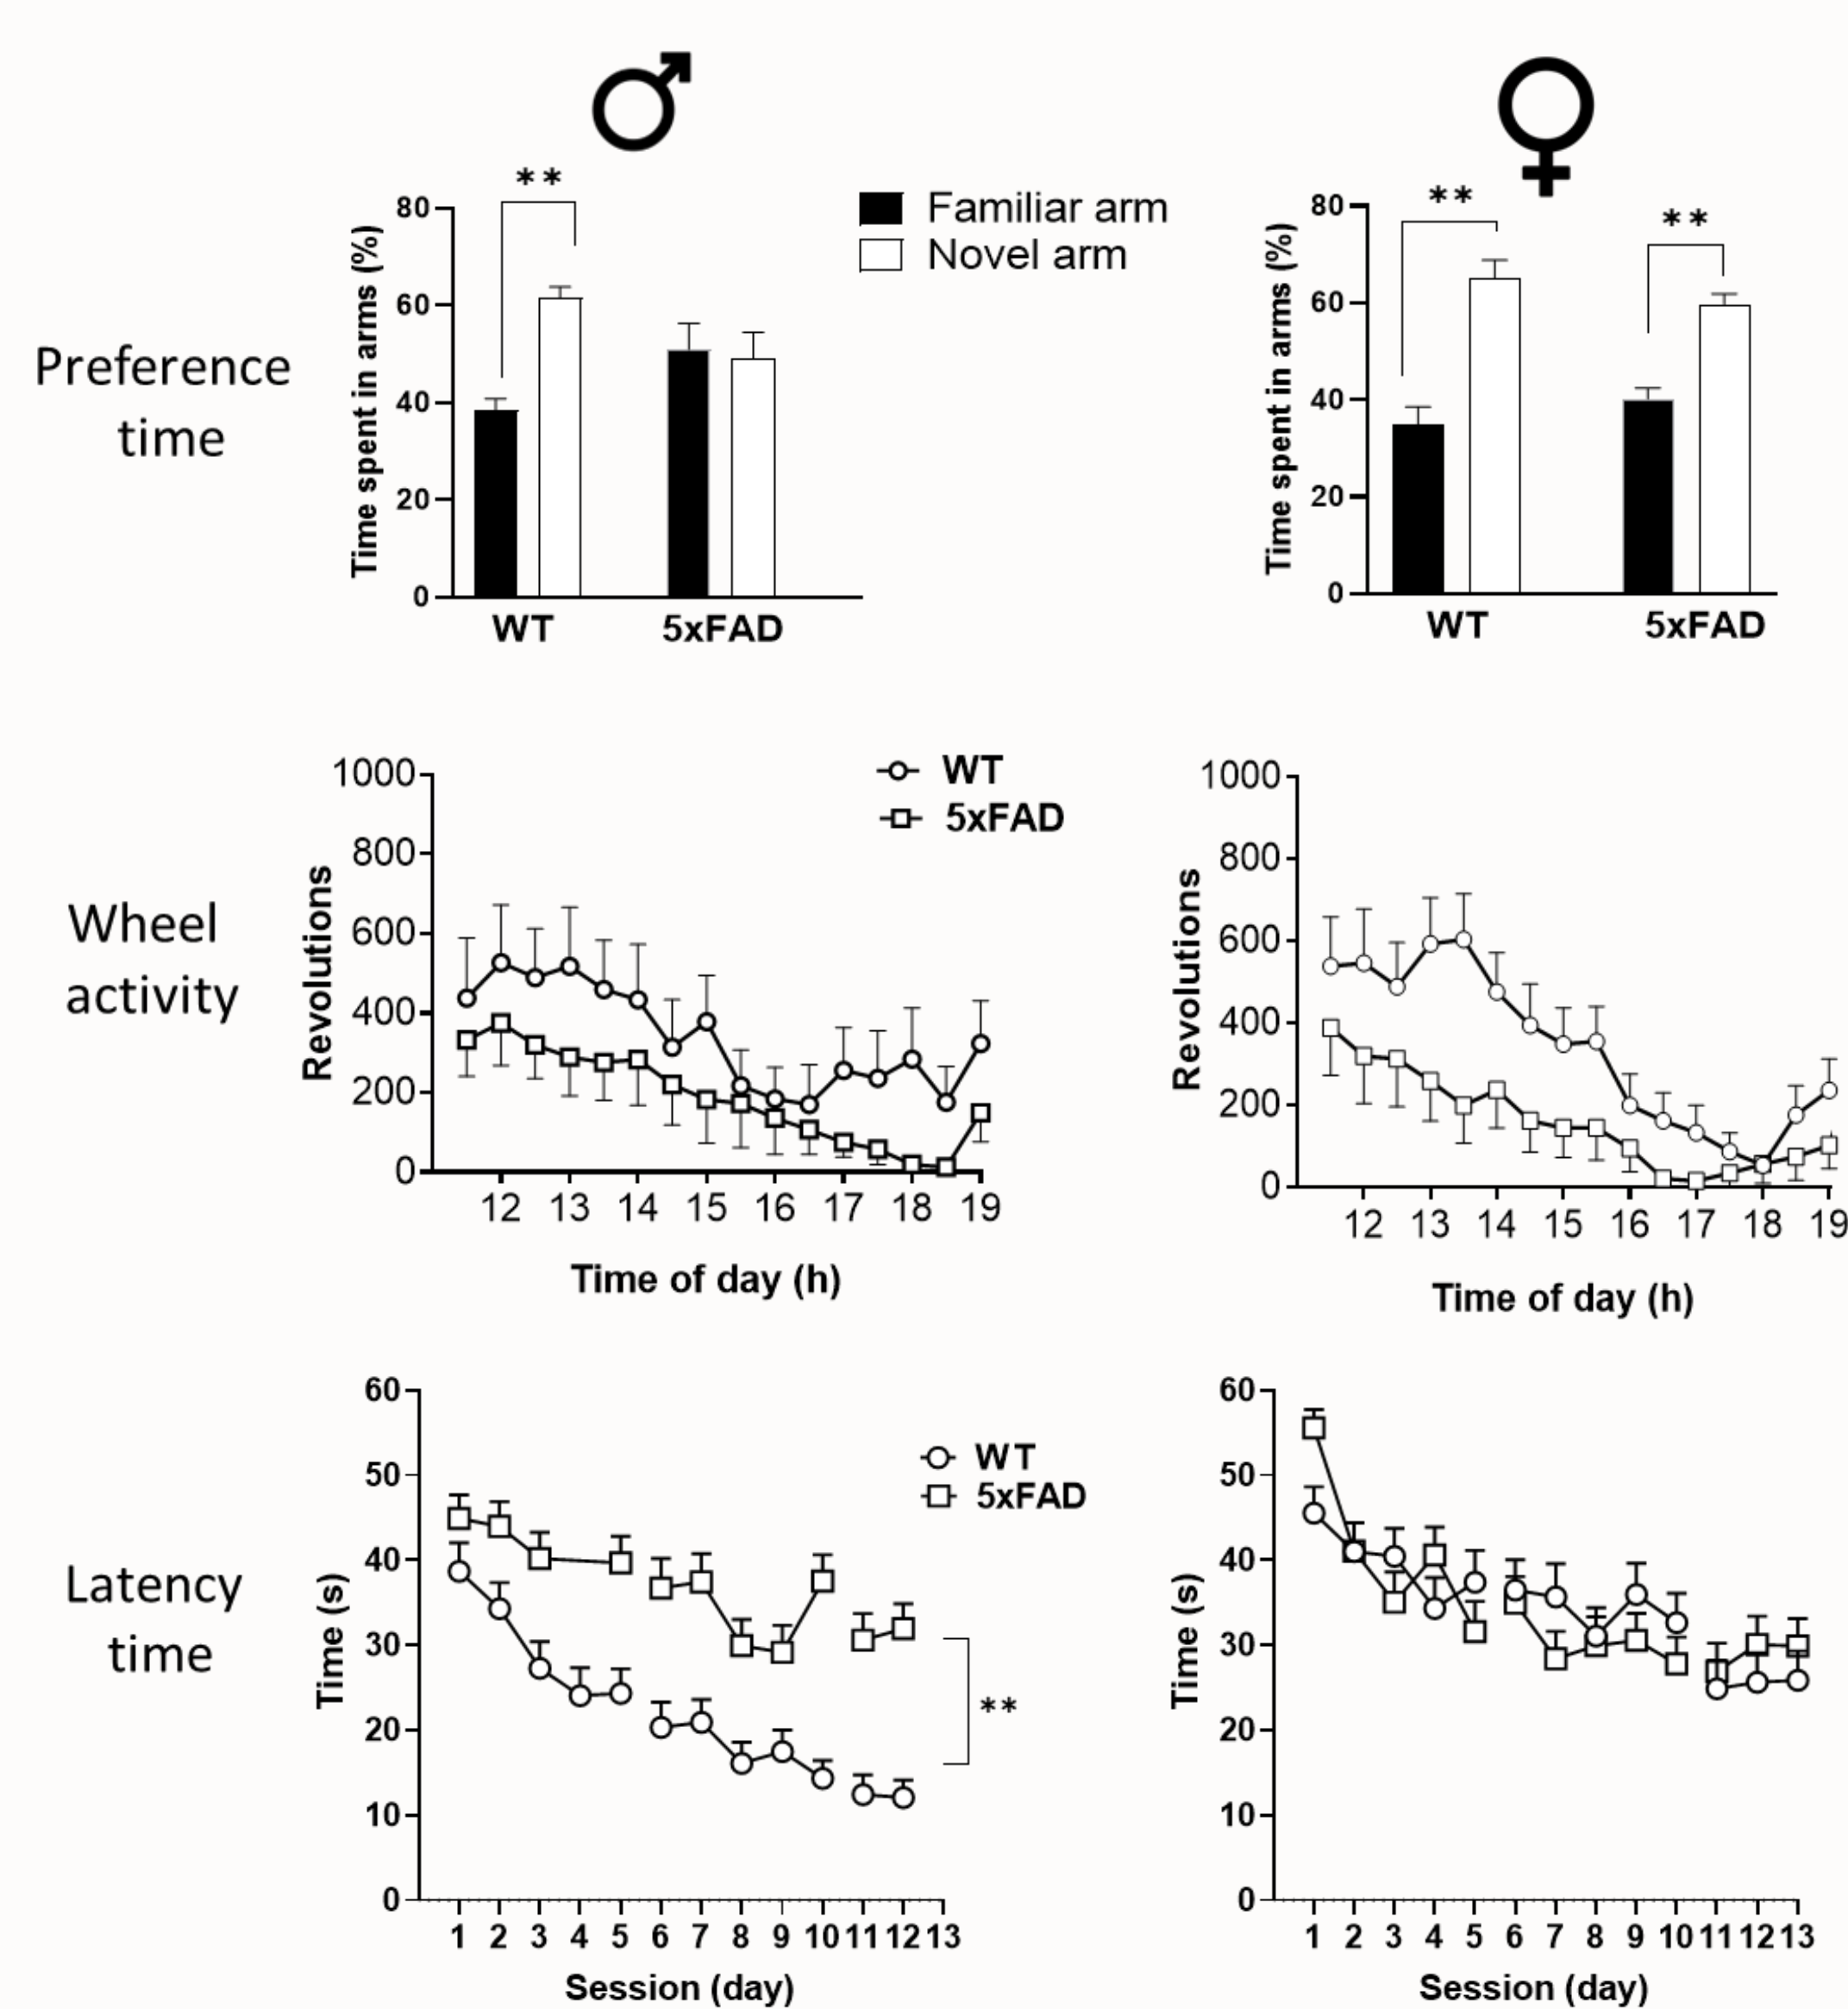 **
80
60
40
20
0
Time spent in arms (%)
WT 5xFAD
Familiar arm
Novel arm
** **
80
60
40
20
0
Time spent in arms (%)
WT 5xFAD
Preference
time
1000
800
600
400
200
0
Revolutions
12 13 14 15 16 17 18 19
Time of day (h)
WT
5xFAD
1000
800
600
400
200
0
Revolutions
12 13 14 15 16 17 18 19
Time of day (h)
Wheel
activity
60
50
40
30
20
10
0
Time (s)
1 2 3 4 5 6 7 8 9 10 11 12 13
Session (day)
WT
5xFAD
**
60
50
40
30
20
10
0
Time (s)
1 2 3 4 5 6 7 8 9 10 11 12 13
Session (day)
Latency
time